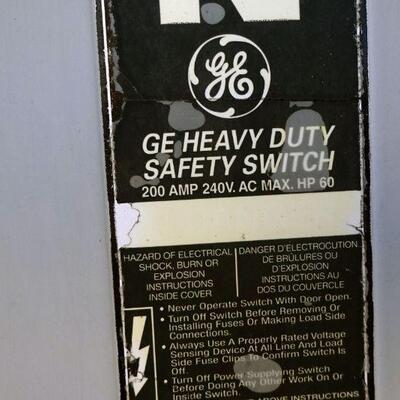 GE
GE HEAVY DUTY
SAFETY SWITCH
200 AMP 240V. AC MAX. HP 60
HAZARD OF ELECTRICAL
SHOCK, BURN OR
EXPLOSION
INSTRUCTIONS
INSIDE COVER
DANGER D'ELECTROCUTION
DE BRÛLURES OU
D'EXPLOSION
INSTRUCTIONS AU
DOS DU COUVERCLE
• Never Operate Switch With Door Open.
• Turn Off Switch Before Removing Or
Installing Fuses Or Making Load Side
Connections.
• Always Use A Properly Rated Voltage
Sensing Device At All Line And Load
Side Fuse Clips To Confirm Switch Is
Off.
• Turn Off Power Supplying Switch
Before Doing Any Other Work On Or
Inside Switch.
ABOVE INSTRUCTIONS